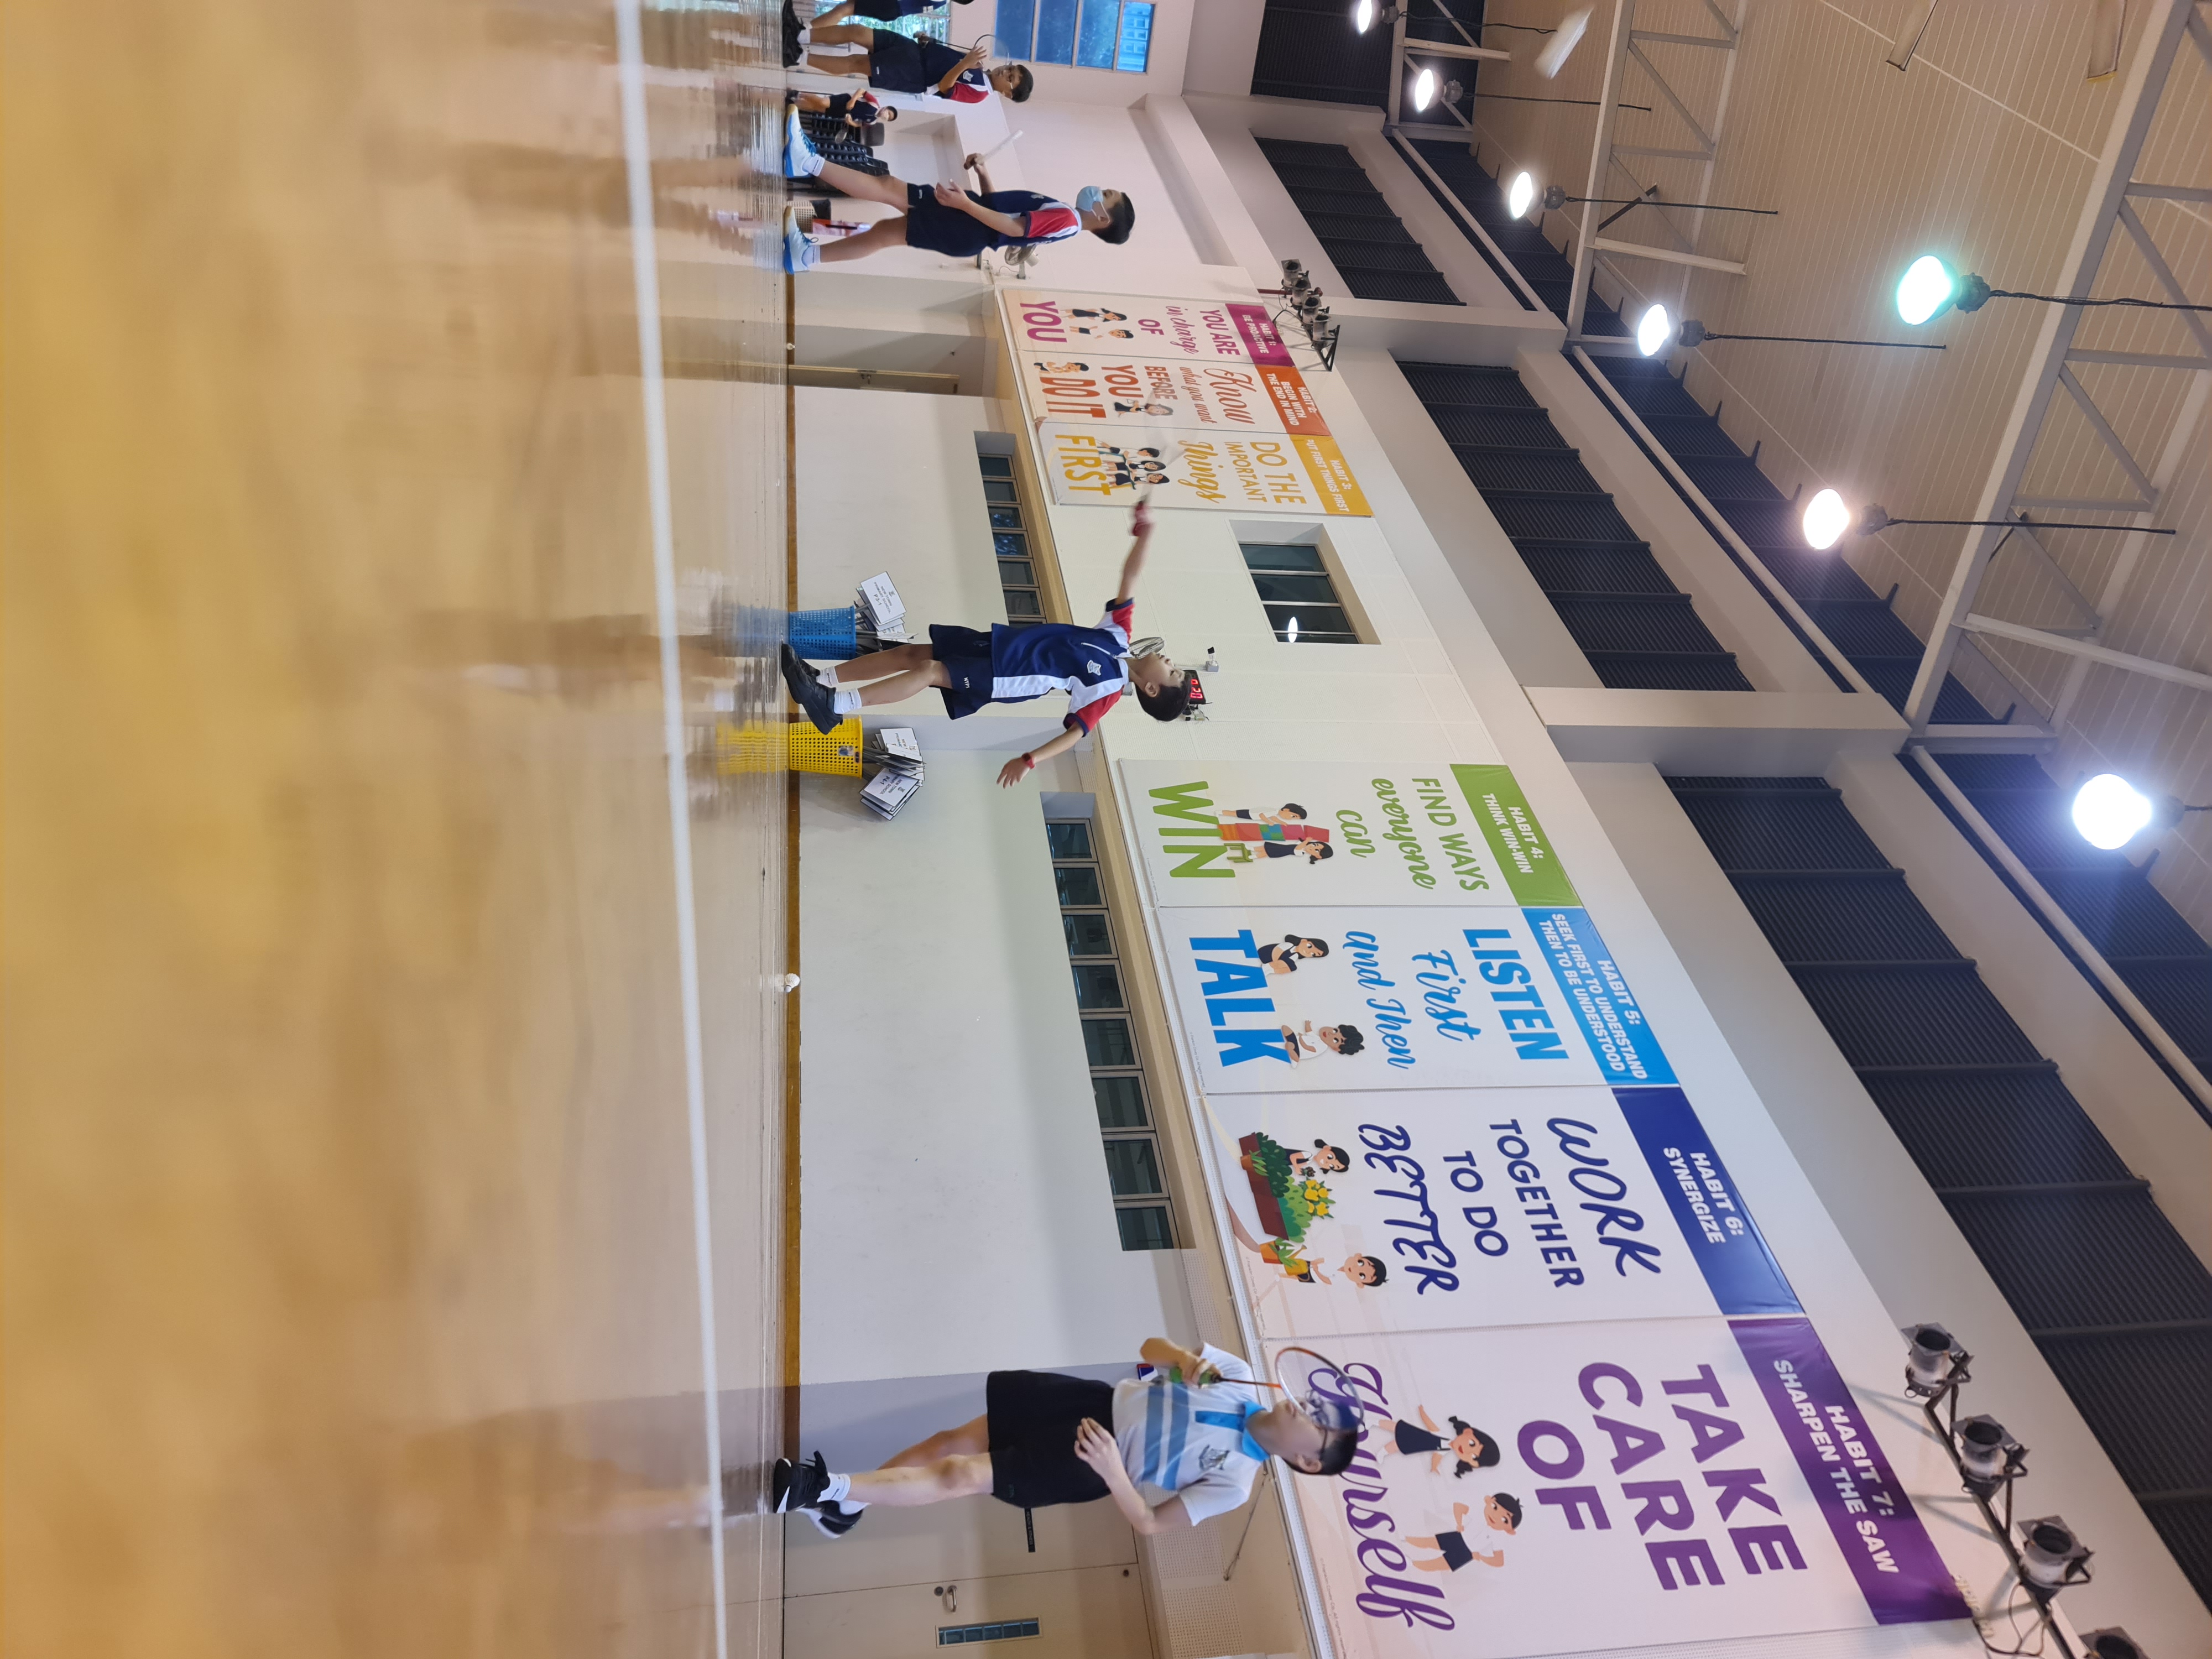 HABIT 1:
BE PROACTIVE
YOU ARE
in charge
OF
YOU
HABIT 2:
BEGIN WITH
THE END IN MIND
Know
what you want
BEFORE
YOU
DO IT
HABIT 3:
PUT FIRST THINGS FIRST
DO THE
IMPORTANT
Things
FIRST
HABIT 4:
THINK WIN-WIN
FIND WAYS
everyone
can
WIN
HABIT 5:
SEEK FIRST TO UNDERSTAND
THEN TO BE UNDERSTOOD
LISTEN
First
And Then
TALK
HABIT 6:
SYNERGIZE
WORK
TOGETHER
TO DO
BETTER
HABIT 7:
SHARPEN THE SAW
TAKE
CARE
OF
Yourself